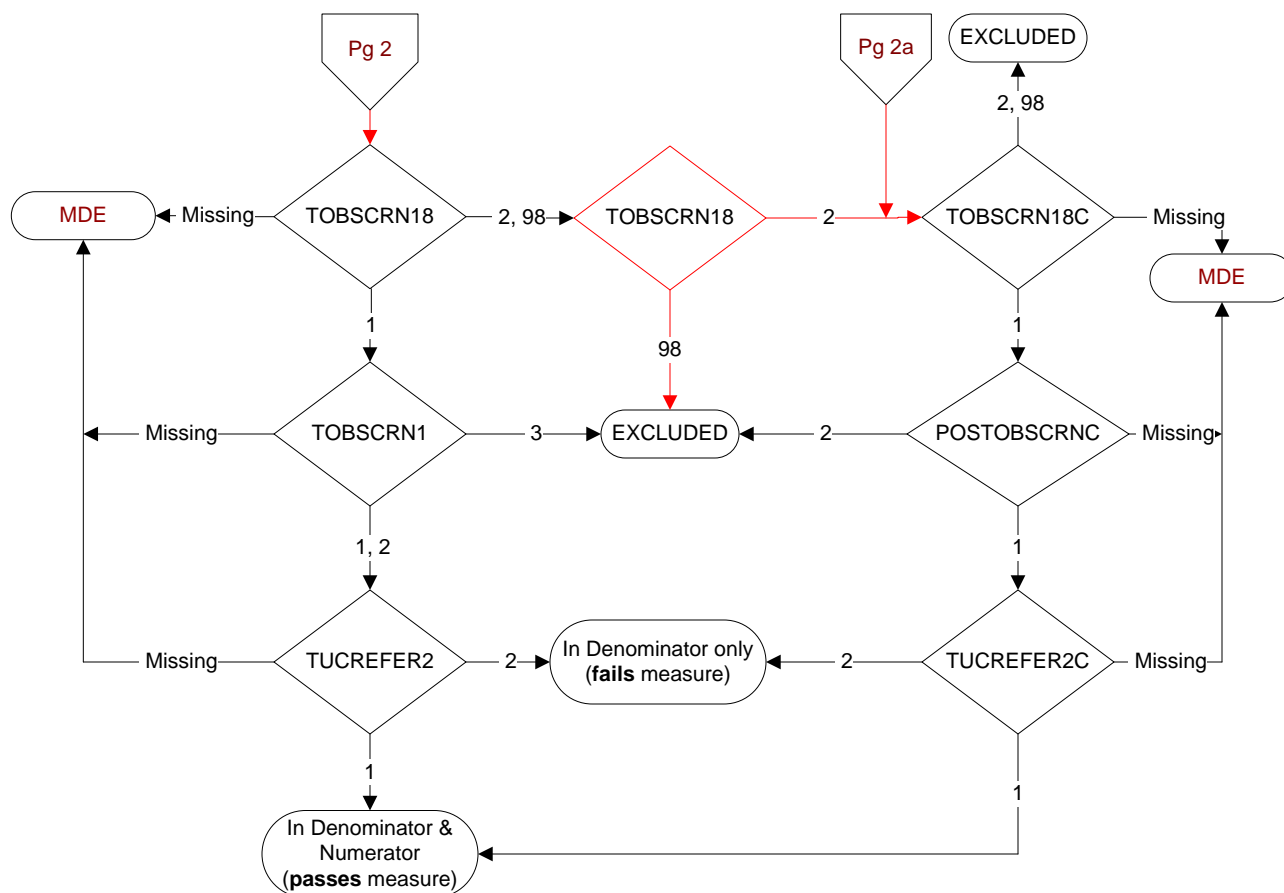 Pg 2
Pg 2a
EXCLUDED
2, 98
MDE
Missing
TOBSCRN18
2, 98
TOBSCRN18
2
TOBSCRN18C
Missing
MDE
1
98
1
Missing
TOBSCRN1
3
EXCLUDED
2
POSTOBSCRNC
Missing
1, 2
1
Missing
TUCREFER2
2
In Denominator only
(fails measure)
2
TUCREFER2C
Missing
1
1
In Denominator &
Numerator
(passes measure)